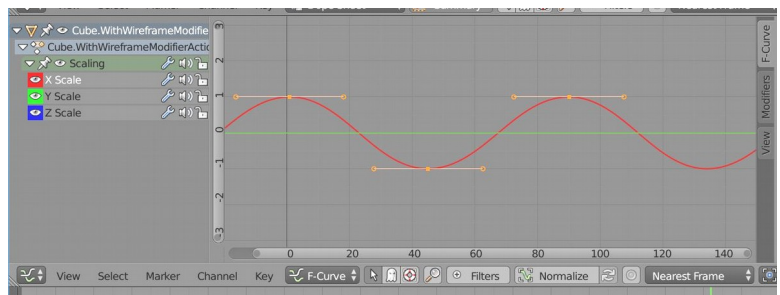 Cube.WithWireframeModifie
Cube.WithWireframeModifierActic
Scaling
X Scale
Y Scale
Z Scale
2
1
0
-1
-2
-3
0 20 40 60 80 100 120 140
F-Curve
Modifiers
View
View Select Marker Channel Key F-Curve Filters Normalize Nearest Frame